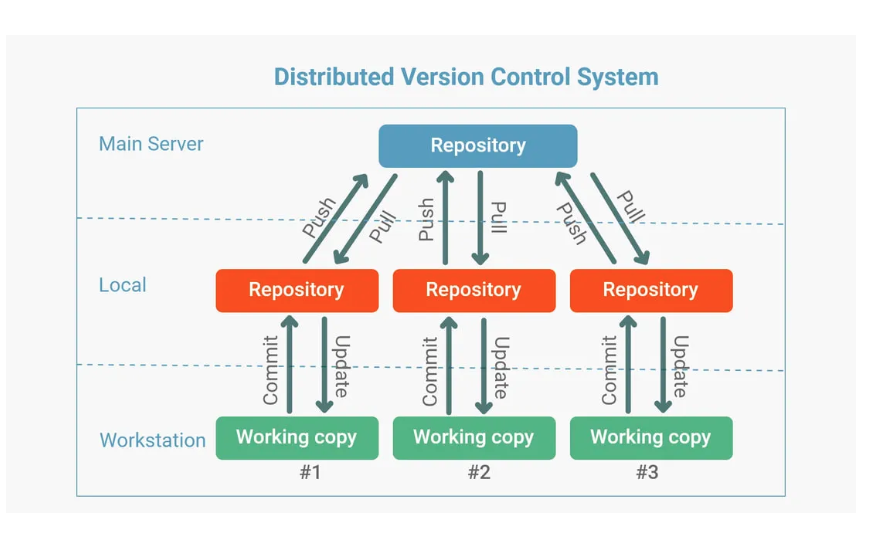 Distributed Version Control System
Main Server
Repository
Push
Pull
Push
Pull
Push
Pull
Local
Repository
Repository
Repository
Commit
Update
Commit
Update
Commit
Update
Workstation
Working copy
Working copy
Working copy
#1
#2
#3